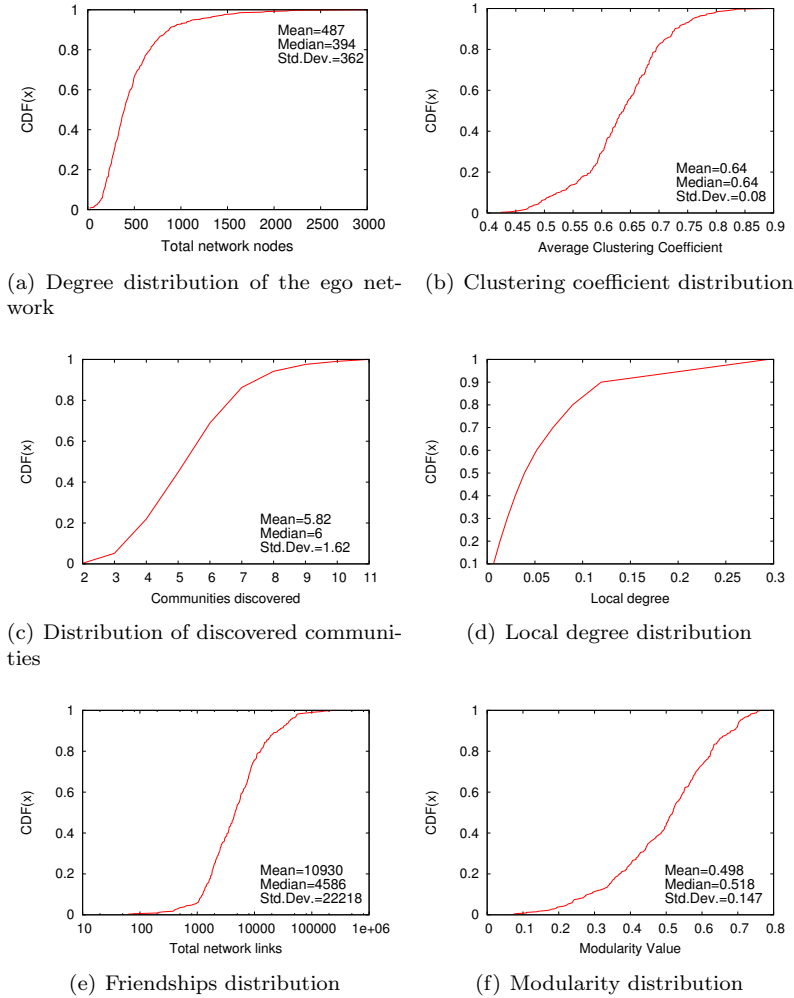 1
0.8
0.6
0.4
0.2
0
CDF(x)
Mean=487
Median=394
Std.Dev.=362
0 500 1000 1500 2000 2500 3000
Total network nodes
(a) Degree distribution of the ego net-
work
1
0.8
0.6
0.4
0.2
0
CDF(x)
Mean=0.64
Median=0.64
Std.Dev.=0.08
0.4 0.45 0.5 0.55 0.6 0.65 0.7 0.75 0.8 0.85 0.9
Average Clustering Coefficient
(b) Clustering coefficient distribution
1
0.8
0.6
0.4
0.2
0
CDF(x)
Mean=5.82
Median=6
Std.Dev.=1.62
2 3 4 5 6 7 8 9 10 11
Communities discovered
(c) Distribution of discovered communi-
ties
1
0.9
0.8
0.7
0.6
0.5
0.4
0.3
0.2
0.1
CDF(x)
0 0.05 0.1 0.15 0.2 0.25 0.3
Local degree
(d) Local degree distribution
1
0.8
0.6
0.4
0.2
0
CDF(x)
Mean=10930
Median=4586
Std.Dev.=22218
10 100 1000 10000 100000 1e+06
Total network links
(e) Friendships distribution
1
0.8
0.6
0.4
0.2
0
CDF(x)
Mean=0.498
Median=0.518
Std.Dev.=0.147
0 0.1 0.2 0.3 0.4 0.5 0.6 0.7 0.8
Modularity Value
(f) Modularity distribution